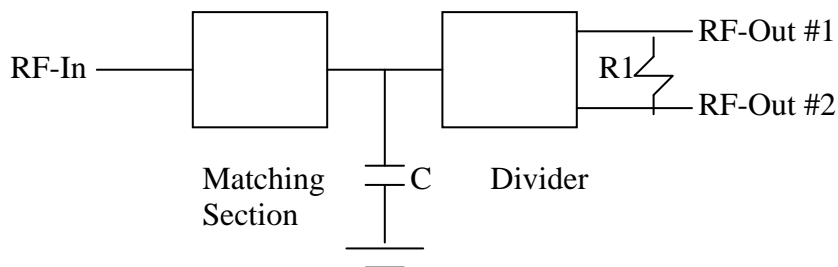 RF-In
RF-Out #1
R1
RF-Out #2
C
Matching
Section
Divider